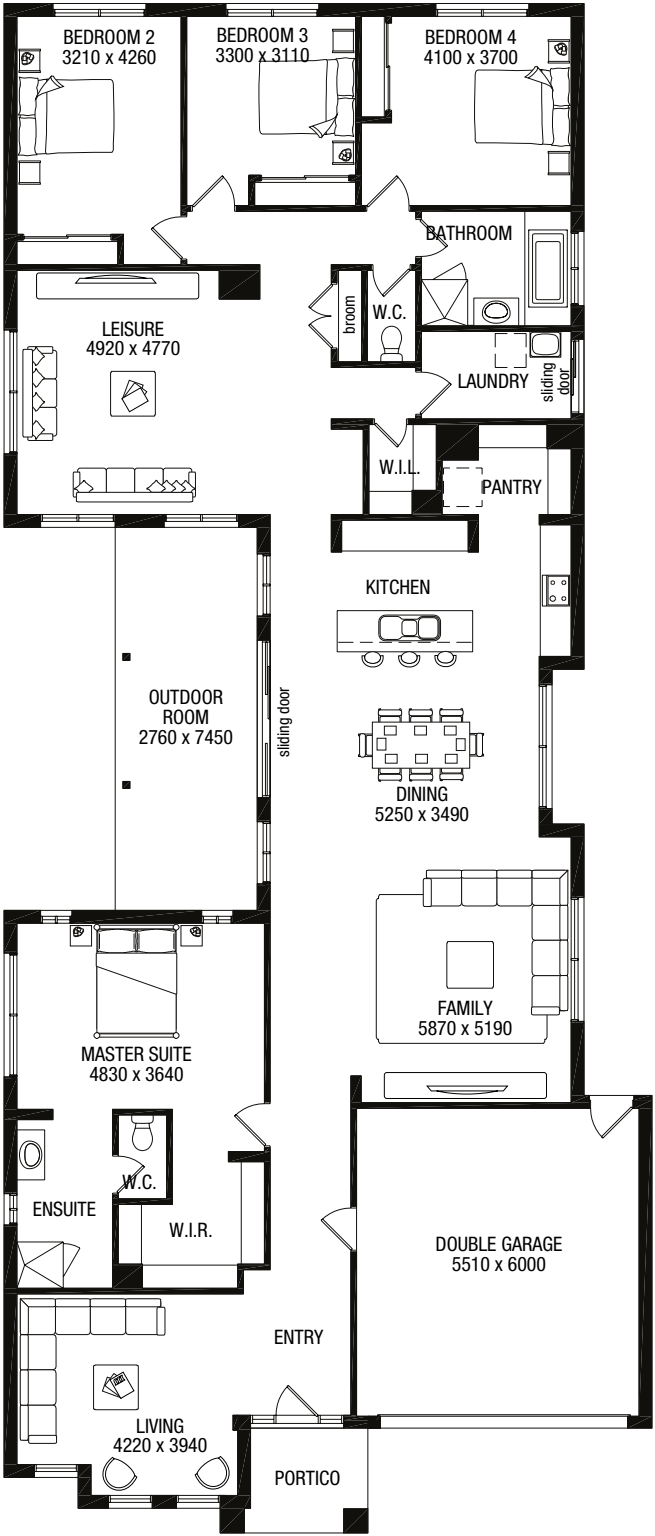 BEDROOM 2
3210 x 4260
BEDROOM 3
3300 x 3110
BEDROOM 4
4100 x 3700
BATHROOM
LEISURE
4920 x 4770
broom
W.C.
LAUNDRY
sliding
door
W.I.L.
PANTRY
KITCHEN
OUTDOOR
ROOM
2760 x 7450
sliding door
DINING
5250 x 3490
FAMILY
5870 x 5190
MASTER SUITE
4830 x 3640
W.C.
ENSUITE
W.I.R.
DOUBLE GARAGE
5510 x 6000
ENTRY
LIVING
4220 x 3940
PORTICO